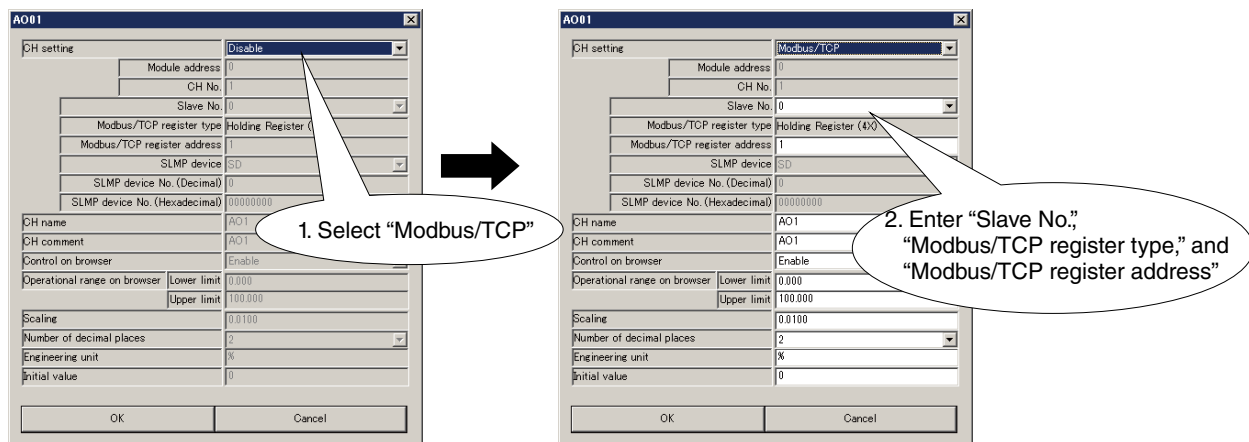 AO01
CH setting Disable
Module address 0
CH No. 1
Slave No. 0
Modbus/TCP register type Holding Register (
Modbus/TCP register address 1
SLMP device SD
SLMP device No. (Decimal) 0
SLMP device No. (Hexadecimal) 00000000
CH name AO1
CH comment AO1
Control on browser Enable
Operational range on browser Lower limit 0.000
Upper limit 100.000
Scaling 0.0100
Number of decimal places 2
Engineering unit %
Initial value 0
OK Cancel
1. Select “Modbus/TCP”
AO01
CH setting Modbus/TCP
Module address 0
CH No. 1
Slave No. 0
Modbus/TCP register type Holding Register (4X)
Modbus/TCP register address 1
SLMP device SD
SLMP device No. (Decimal) 0
SLMP device No. (Hexadecimal) 00000000
CH name AO1
CH comment AO1
Control on browser Enable
Operational range on browser Lower limit 0.000
Upper limit 100.000
Scaling 0.0100
Number of decimal places 2
Engineering unit %
Initial value 0
OK Cancel
2. Enter “Slave No.”,
“Modbus/TCP register type,” and
“Modbus/TCP register address”